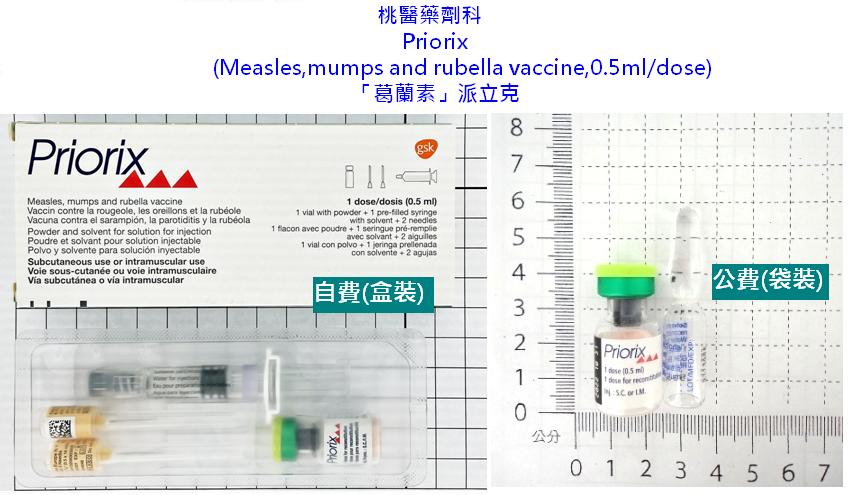 桃醫藥劑科
Priorix
(Measles,mumps and rubella vaccine,0.5ml/dose)
「葛蘭素」派立克
Priorix
gsk
Measles, mumps and rubella vaccine
Vaccin contre la rougeole, les oreillons et la rubéole
Vacuna contra el sarampión, la parotiditis y la rubéola
Powder and solvent for solution for injection
Poudre et solvant pour solution injectable
Polvo y solvente para solución inyectable
Subcutaneous use or intramuscular use
Voie sous-cutanée ou voie intramusculaire
Vía subcutánea o vía intramuscular
1 dose/dosis (0.5 ml)
1 vial with powder + 1 pre-filled syringe
with solvent + 2 needles
1 flacon avec poudre + 1 seringue pré-remplie
avec solvant + 2 aiguilles
1 vial con polvo + 1 jeringa prellenada
con solvente + 2 agujas
自費(盒裝)
Water for injections
Priorix
公費(袋裝)
Priorix
1 dose (0.5 ml)
1 dose for reconstitu
Inj.: S.C. or I.M.
LOT/MFD/EXP
8
7
6
5
4
3
2
1
0
公分
0 1 2 3 4 5 6 7